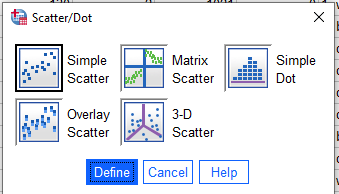 Scatter/Dot
Simple Scatter
Matrix Scatter
Simple Dot
Overlay Scatter
3-D Scatter
Define Cancel Help